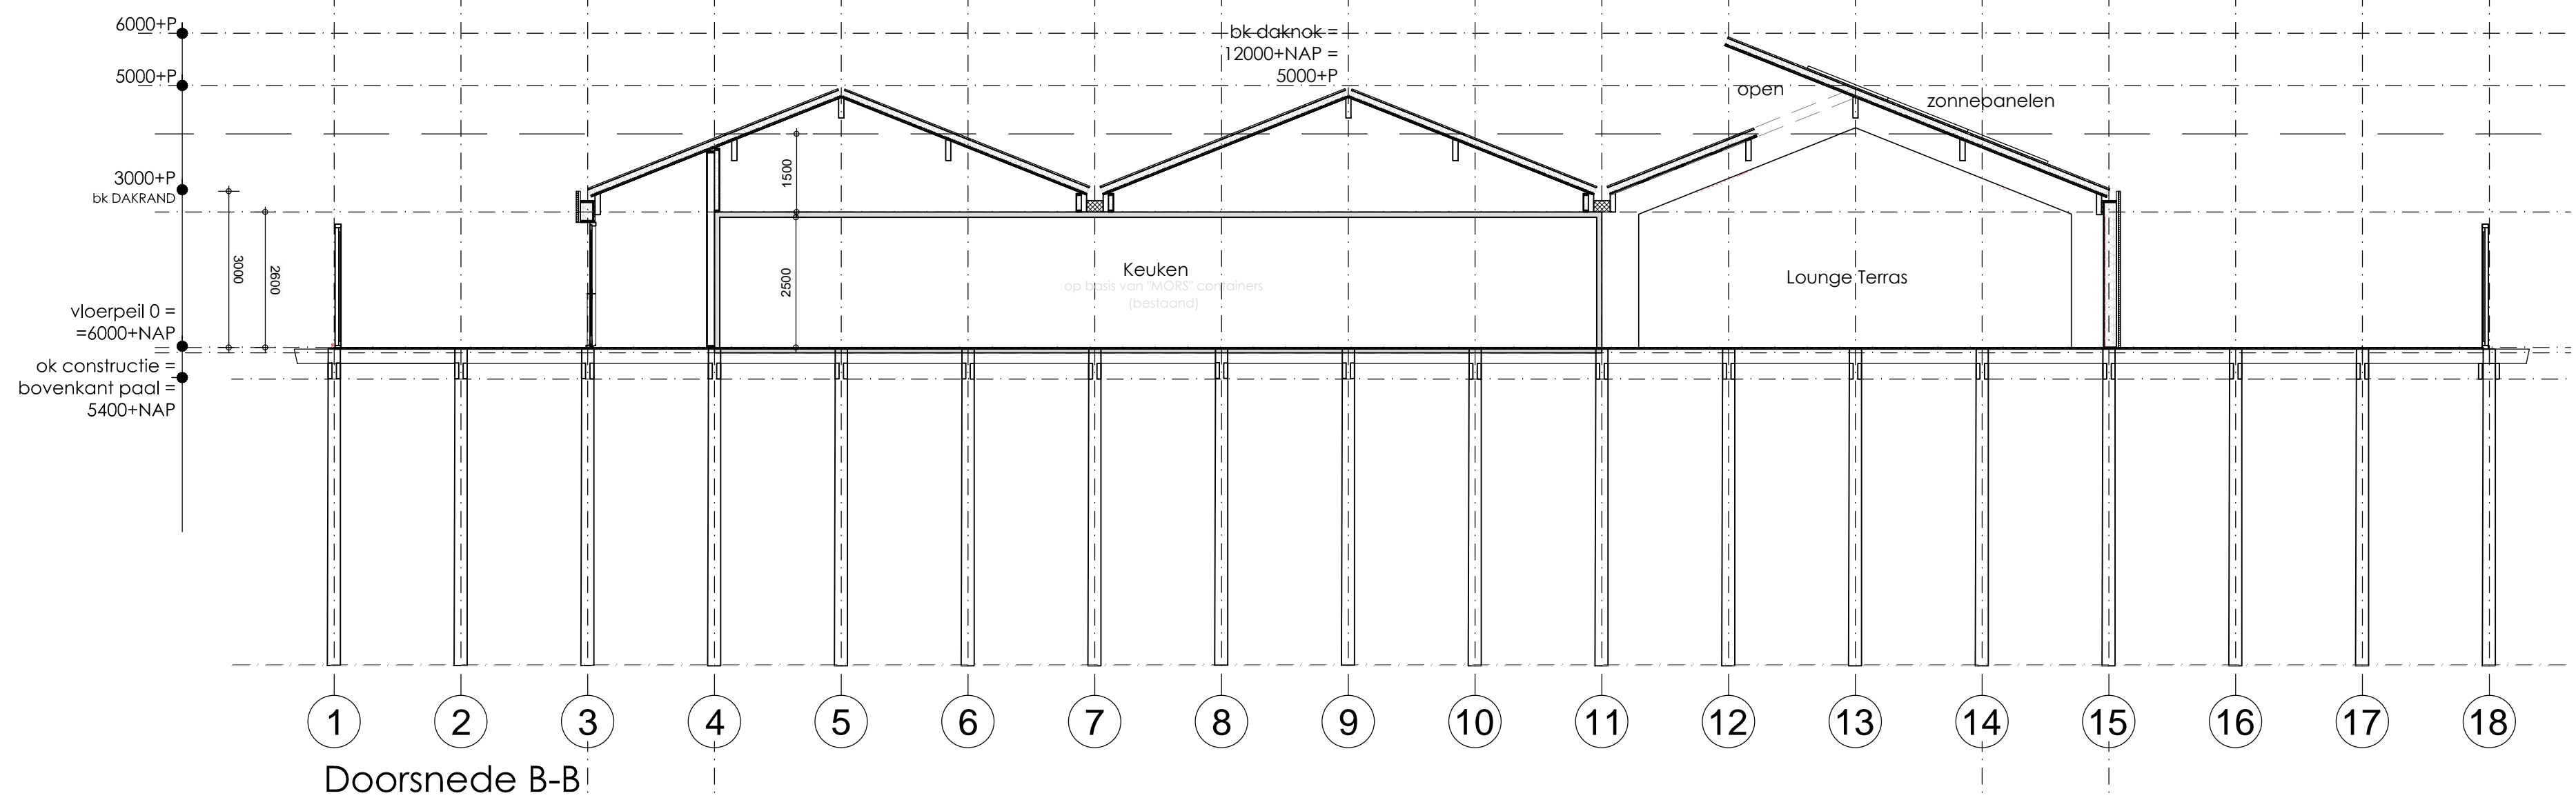 6000+P
bk daknok =
12000+NAP =
5000+P
5000+P
open
zonnepanelen
3000+P
bk DAKRAND
1500
3000
2600
2500
Keuken
op basis van "MORS" containers
(bestaand)
Lounge Terras
vloerpeil 0 =
=6000+NAP
ok constructie =
bovenkant paal =
5400+NAP
1 2 3 4 5 6 7 8 9 10 11 12 13 14 15 16 17 18
Doorsnede B-B